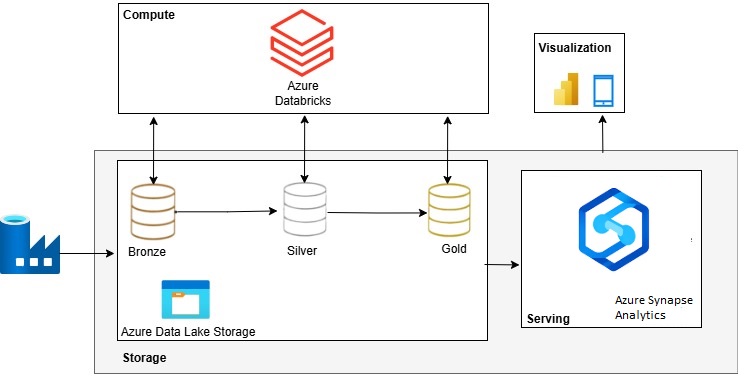 Compute
Azure
Databricks
Visualization
Bronze
Silver
Gold
Azure Data Lake Storage
Azure Synapse
Analytics
Serving
Storage